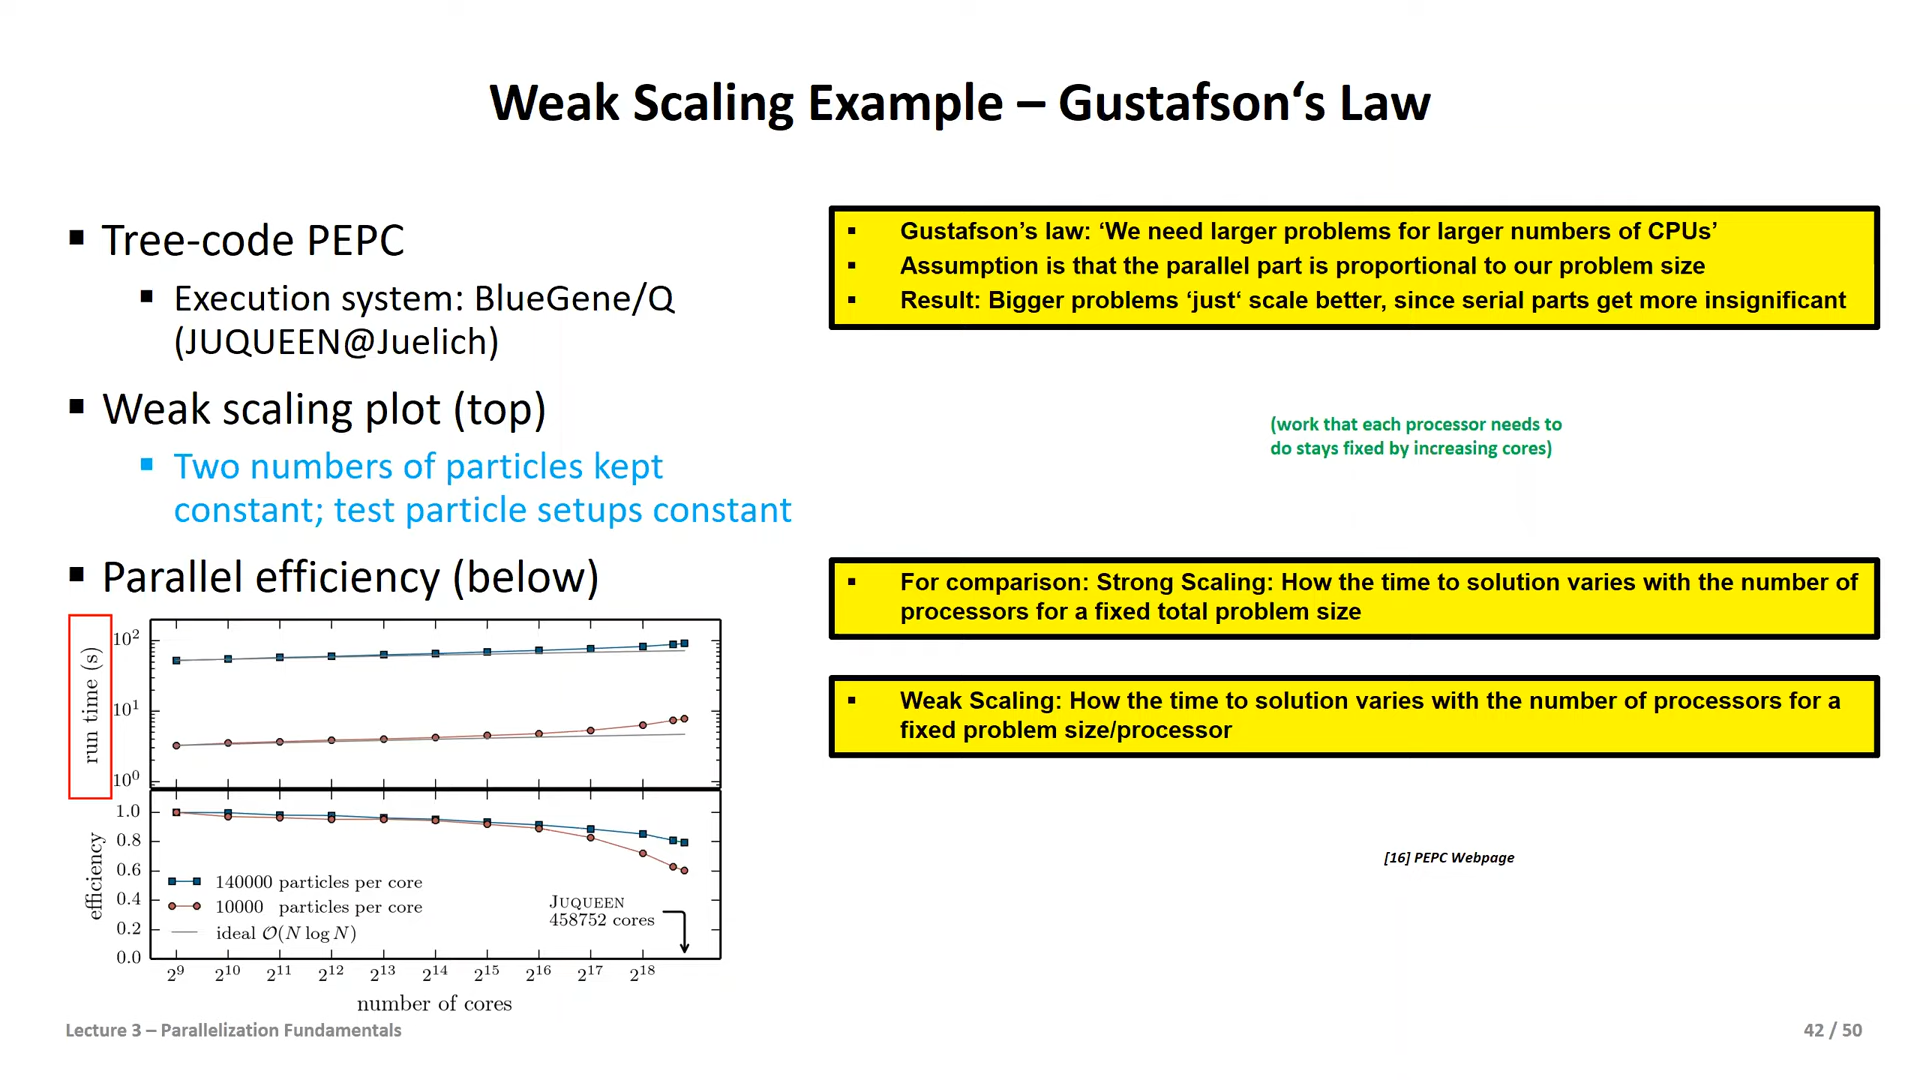 Weak Scaling Example – Gustafson‘s Law
▪ Tree-code PEPC
▪ Execution system: BlueGene/Q
(JUQUEEN@Juelich)
▪ Weak scaling plot (top)
▪ Two numbers of particles kept
constant; test particle setups constant
▪ Parallel efficiency (below)
▪ Gustafson’s law: ‘We need larger problems for larger numbers of CPUs’
▪ Assumption is that the parallel part is proportional to our problem size
▪ Result: Bigger problems ‘just‘ scale better, since serial parts get more insignificant
(work that each processor needs to
do stays fixed by increasing cores)
▪ For comparison: Strong Scaling: How the time to solution varies with the number of
processors for a fixed total problem size
▪ Weak Scaling: How the time to solution varies with the number of processors for a
fixed problem size/processor
[16] PEPC Webpage
run time (s)
10²
10¹
10⁰
efficiency
1.0
0.8
0.6
0.4
0.2
0.0
140000 particles per core
10000 particles per core
ideal O(N log N)
JUQUEEN
458752 cores
2⁹ 2¹⁰ 2¹¹ 2¹² 2¹³ 2¹⁴ 2¹⁵ 2¹⁶ 2¹⁷ 2¹⁸
number of cores
Lecture 3 – Parallelization Fundamentals
42 / 50